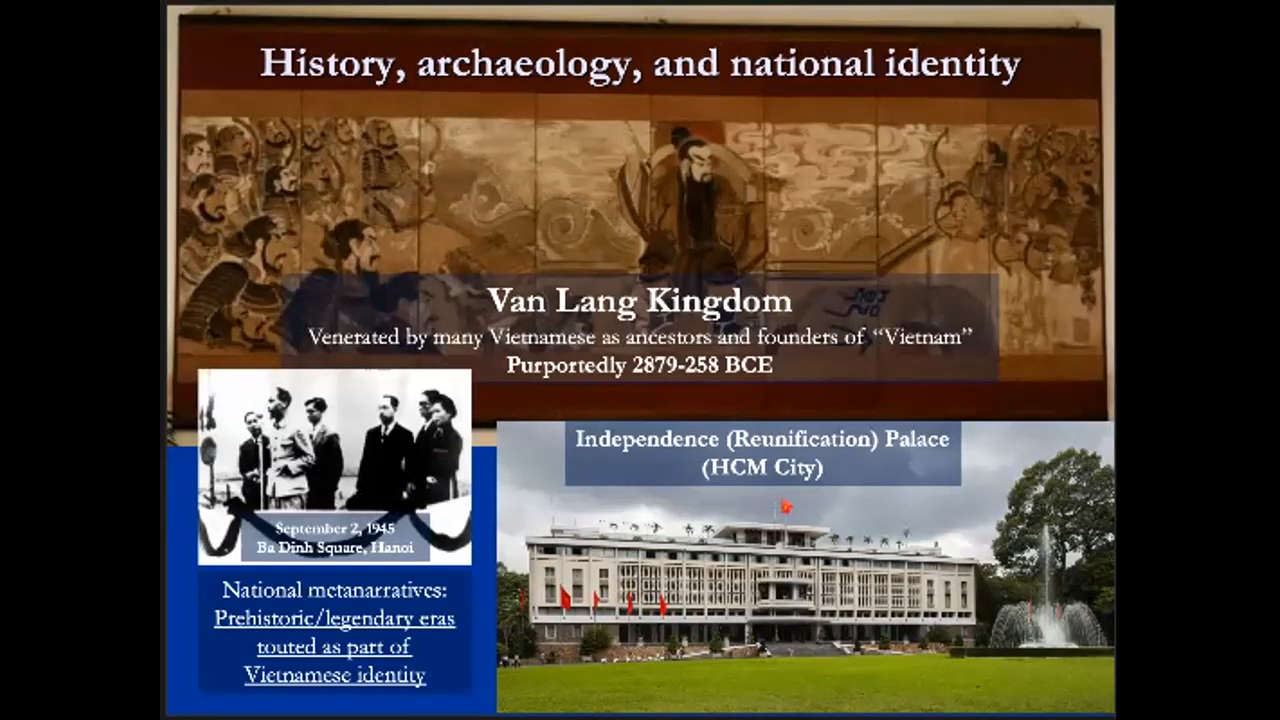 History, archaeology, and national identity
Van Lang Kingdom
Venerated by many Vietnamese as ancestors and founders of “Vietnam”
Purportedly 2879-258 BCE
Independence (Reunification) Palace
(HCM City)
September 2, 1945
Ba Dinh Square, Hanoi
National metanarratives:
Prehistoric/legendary eras
touted as part of
Vietnamese identity